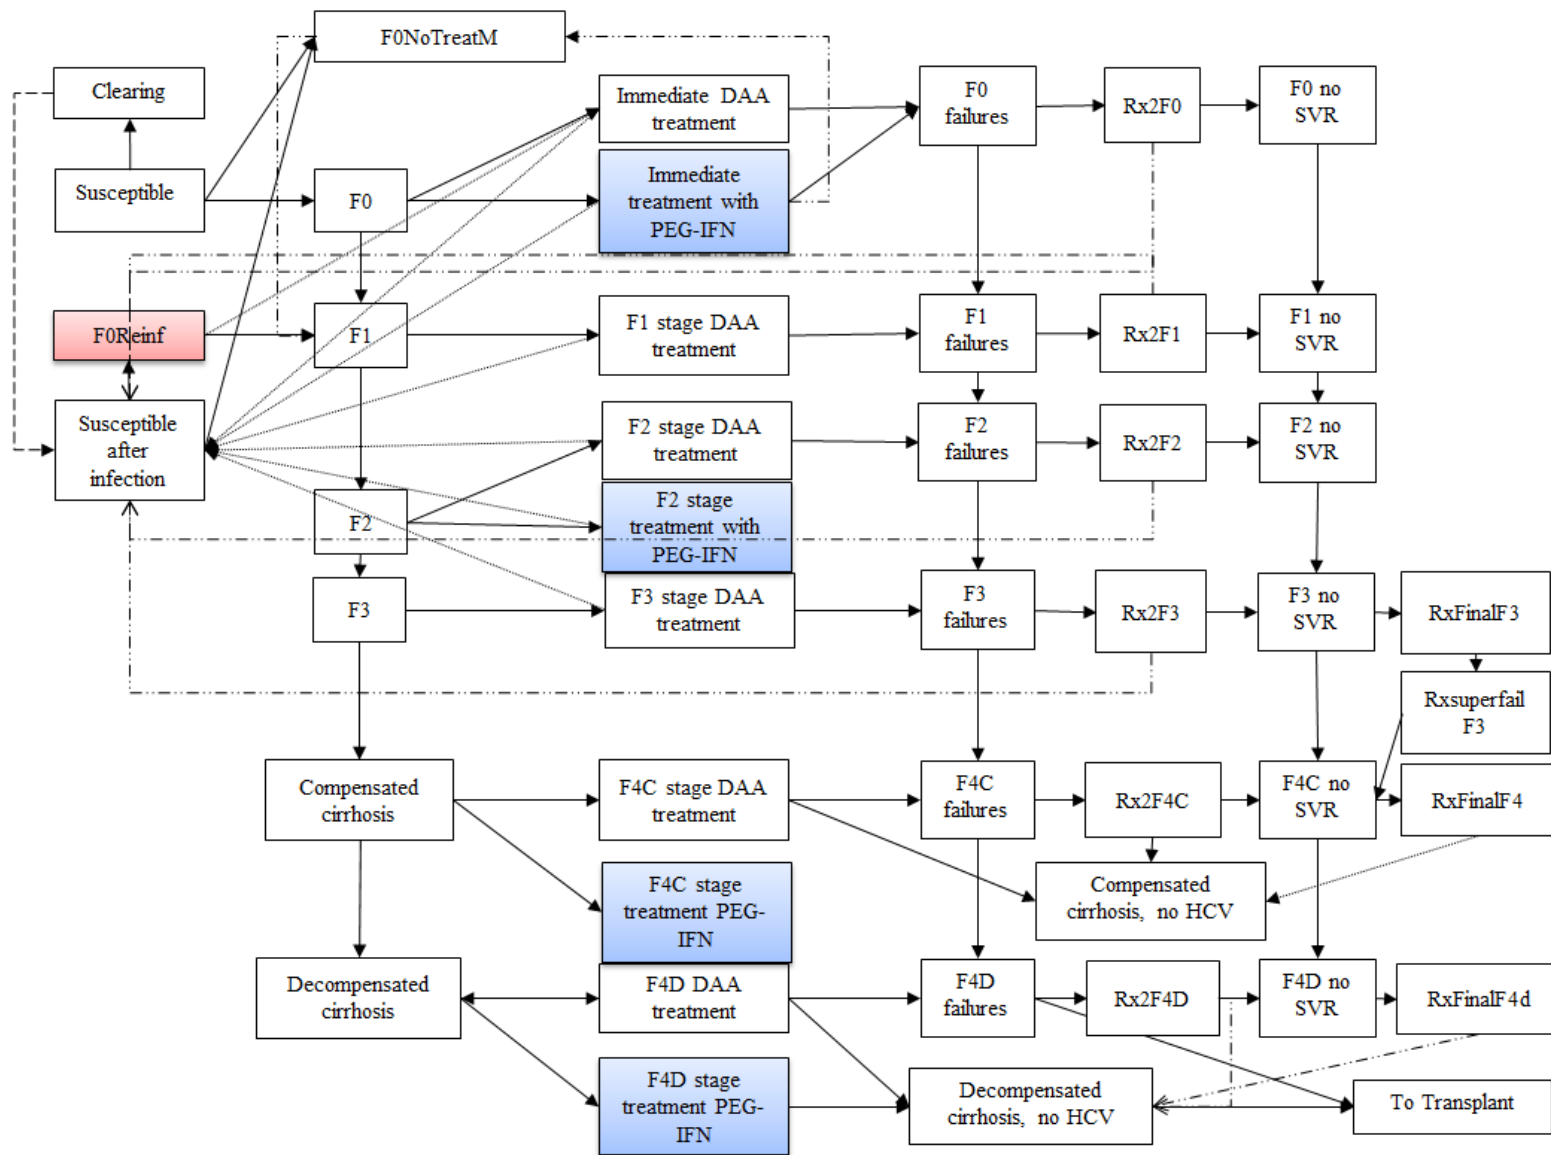 F0NoTreatM
Clearing
Immediate DAA
treatment
F0
failures
Rx2F0
F0 no
SVR
Susceptible
F0
Immediate
treatment with
PEG-IFN
F0Reinf
F1
F1 stage DAA
treatment
F1
failures
Rx2F1
F1 no
SVR
Susceptible
after
infection
F2 stage DAA
treatment
F2
failures
Rx2F2
F2 no
SVR
F2
F2 stage
treatment with
PEG-IFN
F3
F3 stage DAA
treatment
F3
failures
Rx2F3
F3 no
SVR
RxFinalF3
Rxsuperfail
F3
Compensated
cirrhosis
F4C stage DAA
treatment
F4C
failures
Rx2F4C
F4C no
SVR
RxFinalF4
F4C stage
treatment PEG-
IFN
Compensated
cirrhosis, no HCV
Decompensated
cirrhosis
F4D DAA
treatment
F4D
failures
Rx2F4D
F4D no
SVR
RxFinalF4d
F4D stage
treatment PEG-
IFN
Decompensated
cirrhosis, no HCV
To Transplant